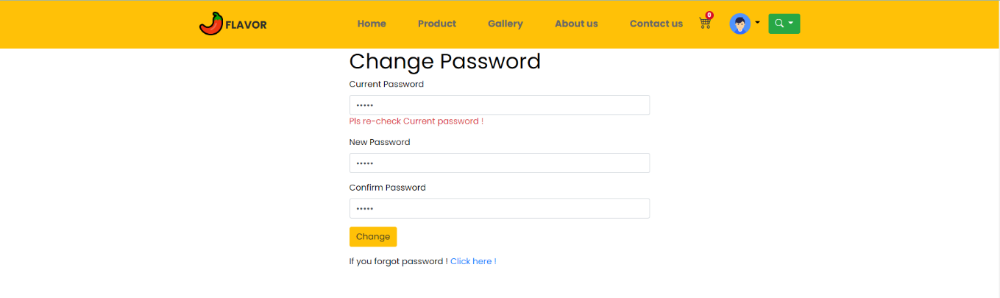 FLAVOR Home Product Gallery About us Contact us 0
Change Password
Current Password
•••••
Pls re-check Current password !
New Password
•••••
Confirm Password
•••••
Change
If you forgot password ! Click here !